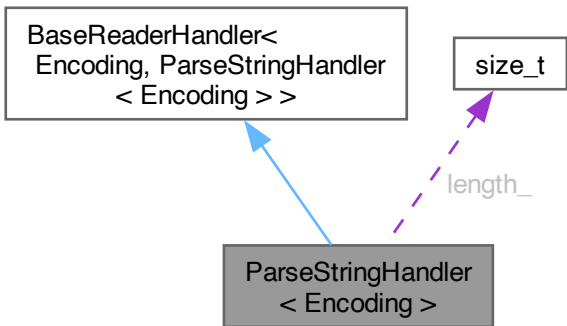 BaseReaderHandler<
Encoding, ParseStringHandler
< Encoding > >
size_t
length_
ParseStringHandler
< Encoding >